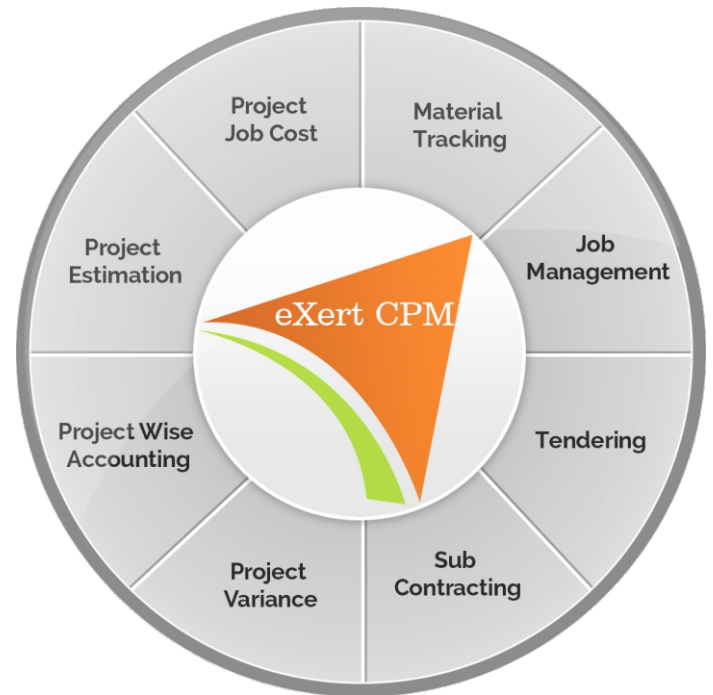 Project
Job Cost
Material
Tracking
Job
Management
Tendering
Sub
Contracting
Project
Variance
Project Wise
Accounting
Project
Estimation
eXert CPM